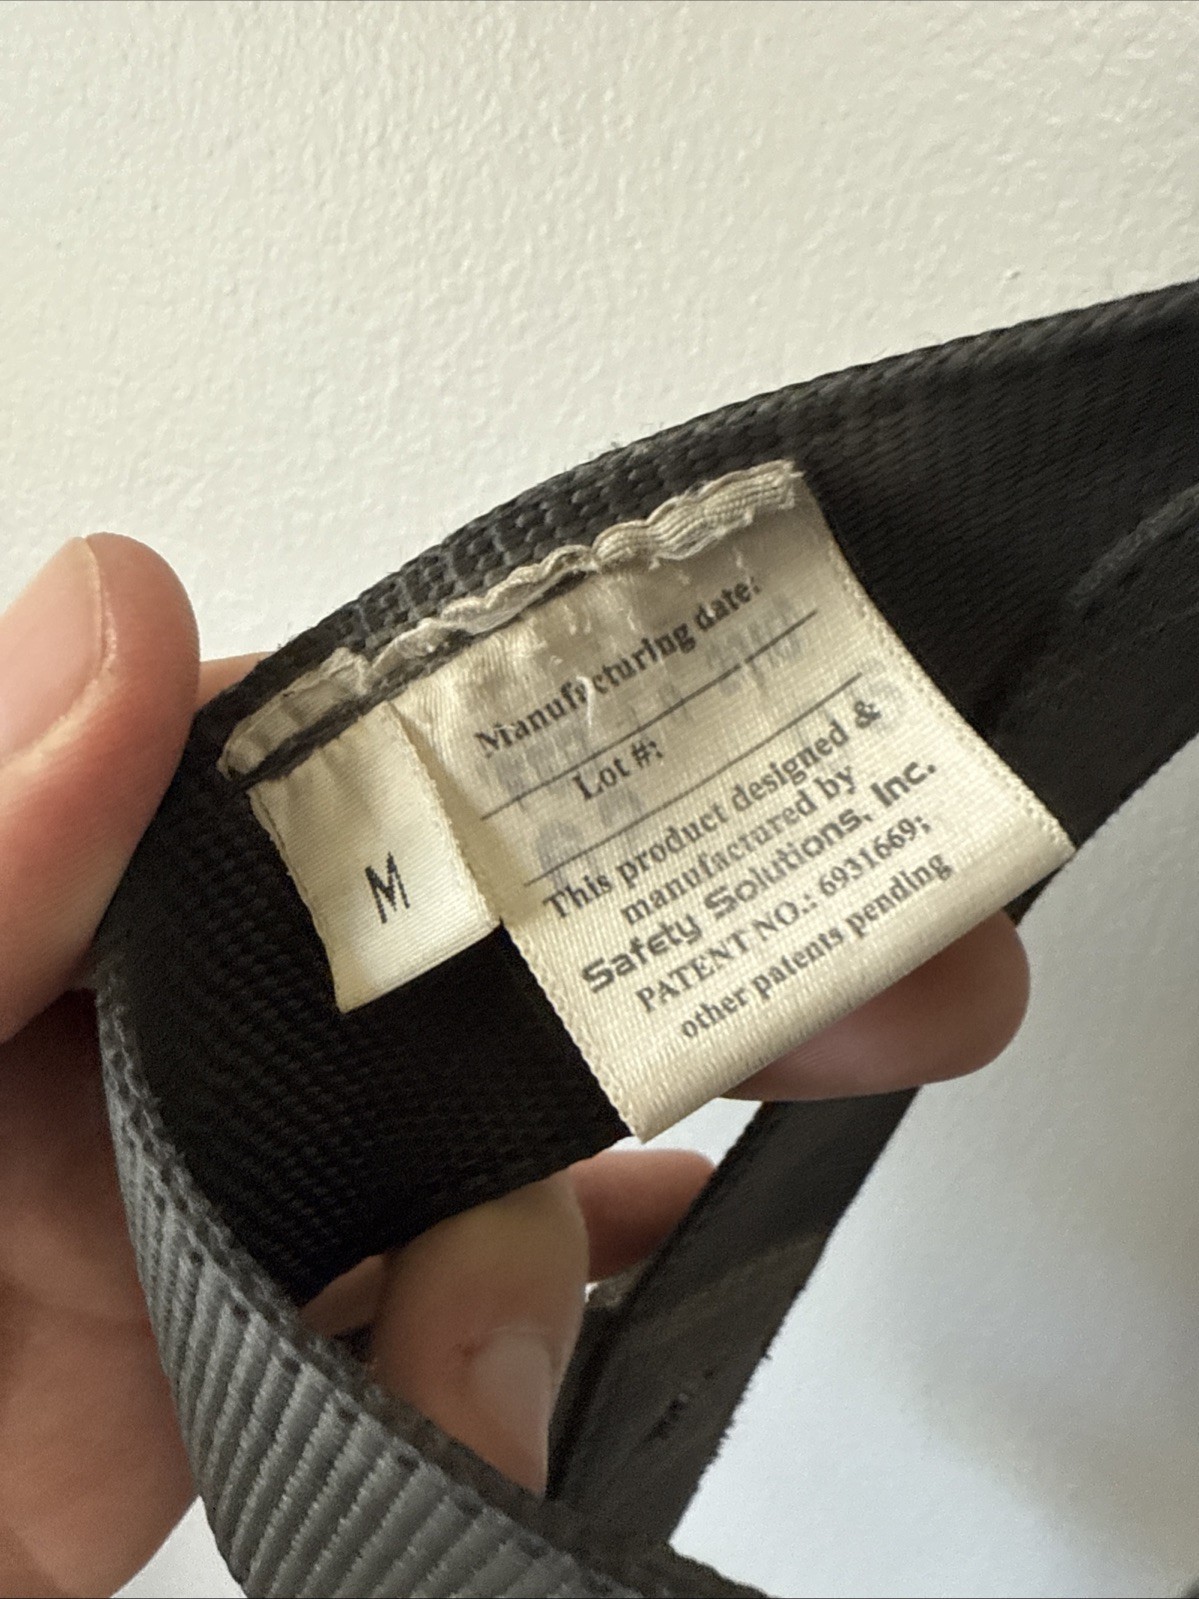 Manufacturing date:
Lot #:
This product designed &
manufactured by
Safety Solutions, Inc.
PATENT NO.: 6931669;
other patents pending
M